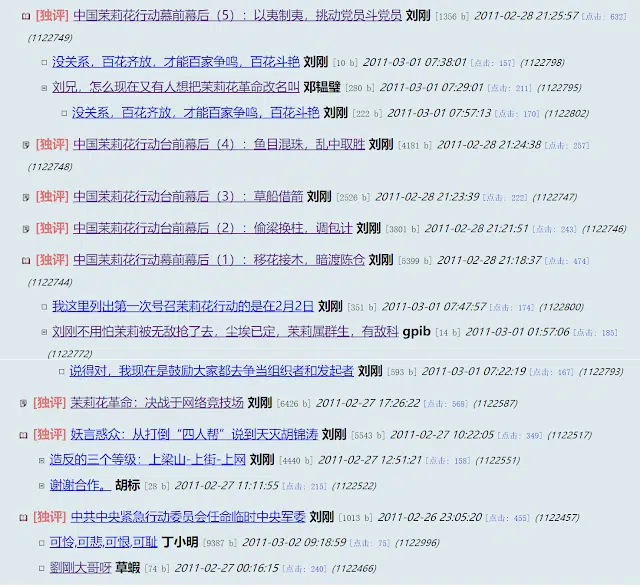 [独评] 中国茉莉花行动慕前幕后（5）：以夷制夷，挑动党员斗党员 刘刚 [1356 b] 2011-02-28 21:25:57 [点击: 632]
(1122749)
没关系，百花齐放，才能百家争鸣，百花斗艳 刘刚 [10 b] 2011-03-01 07:38:01 [点击: 157] (1122798)
刘兄，怎么现在又有人想把茉莉花革命改名叫 邓韫璧 [280 b] 2011-03-01 07:29:01 [点击: 211] (1122795)
没关系，百花齐放，才能百家争鸣，百花斗艳 刘刚 [222 b] 2011-03-01 07:57:13 [点击: 170] (1122802)
[独评] 中国茉莉花行动台前幕后（4）：鱼目混珠，乱中取胜 刘刚 [4181 b] 2011-02-28 21:24:38 [点击: 257]
(1122748)
[独评] 中国茉莉花行动台前幕后（3）：草船借箭 刘刚 [2526 b] 2011-02-28 21:23:39 [点击: 222] (1122747)
[独评] 中国茉莉花行动台前幕后（2）：偷梁换柱，调包计 刘刚 [3801 b] 2011-02-28 21:21:51 [点击: 243] (1122746)
[独评] 中国茉莉花行动幕前幕后（1）：移花接木，暗渡陈仓 刘刚 [5399 b] 2011-02-28 21:18:37 [点击: 474]
(1122744)
我这里列出第一次号召茉莉花行动的是在2月2日 刘刚 [351 b] 2011-03-01 07:47:57 [点击: 174] (1122800)
刘刚不用怕茉莉被无敌抢了去，尘埃已定，茉莉属群生，有敌科 gpib [14 b] 2011-03-01 01:57:06 [点击: 185]
(1122772)
说得对，我现在是鼓励大家都去争当组织者和发起者 刘刚 [593 b] 2011-03-01 07:22:19 [点击: 167] (1122793)
[独评] 茉莉花革命：决战于网络竞技场 刘刚 [6426 b] 2011-02-27 17:26:22 [点击: 568] (1122587)
[独评] 妖言惑众：从打倒“四人帮”说到天灭胡锦涛 刘刚 [5543 b] 2011-02-27 10:22:05 [点击: 349] (1122517)
造反的三个等级：上梁山-上街-上网 刘刚 [4440 b] 2011-02-27 12:51:21 [点击: 158] (1122551)
谢谢合作。 胡标 [28 b] 2011-02-27 11:11:55 [点击: 215] (1122522)
[独评] 中共中央紧急行动委员会任命临时中央军委 刘刚 [1013 b] 2011-02-26 23:05:20 [点击: 455] (1122457)
可怜,可悲,可恨,可耻 丁小明 [9387 b] 2011-03-02 09:18:59 [点击: 75] (1122996)
劉剛大哥呀 草蝦 [74 b] 2011-02-27 00:16:15 [点击: 240] (1122466)